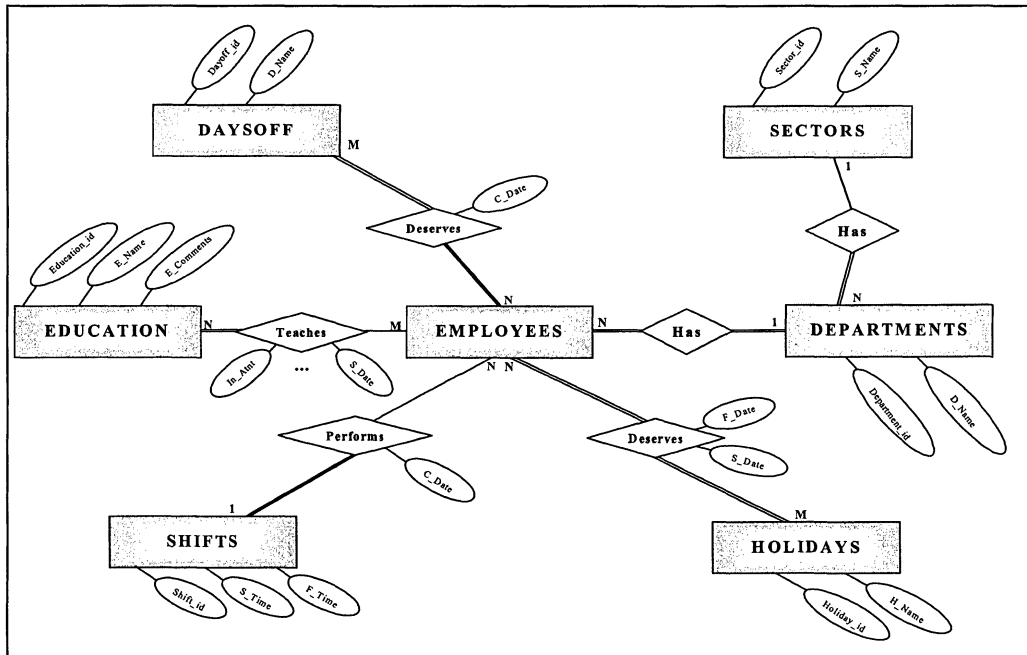 Dayoff_id
D_Name
Sector_id
S_Name
DAYSOFF
SECTORS
M
1
C_Date
Deserves
Has
Education_id
E_Name
E_Comments
N
N
EDUCATION
N
Teaches
M
EMPLOYEES
N
Has
1
DEPARTMENTS
In_Atnt
...
S_Date
N N
Department_id
D_Name
F_Date
Performs
Deserves
S_Date
C_Date
1
M
SHIFTS
HOLIDAYS
Shift_id
S_Time
F_Time
Holiday_id
H_Name